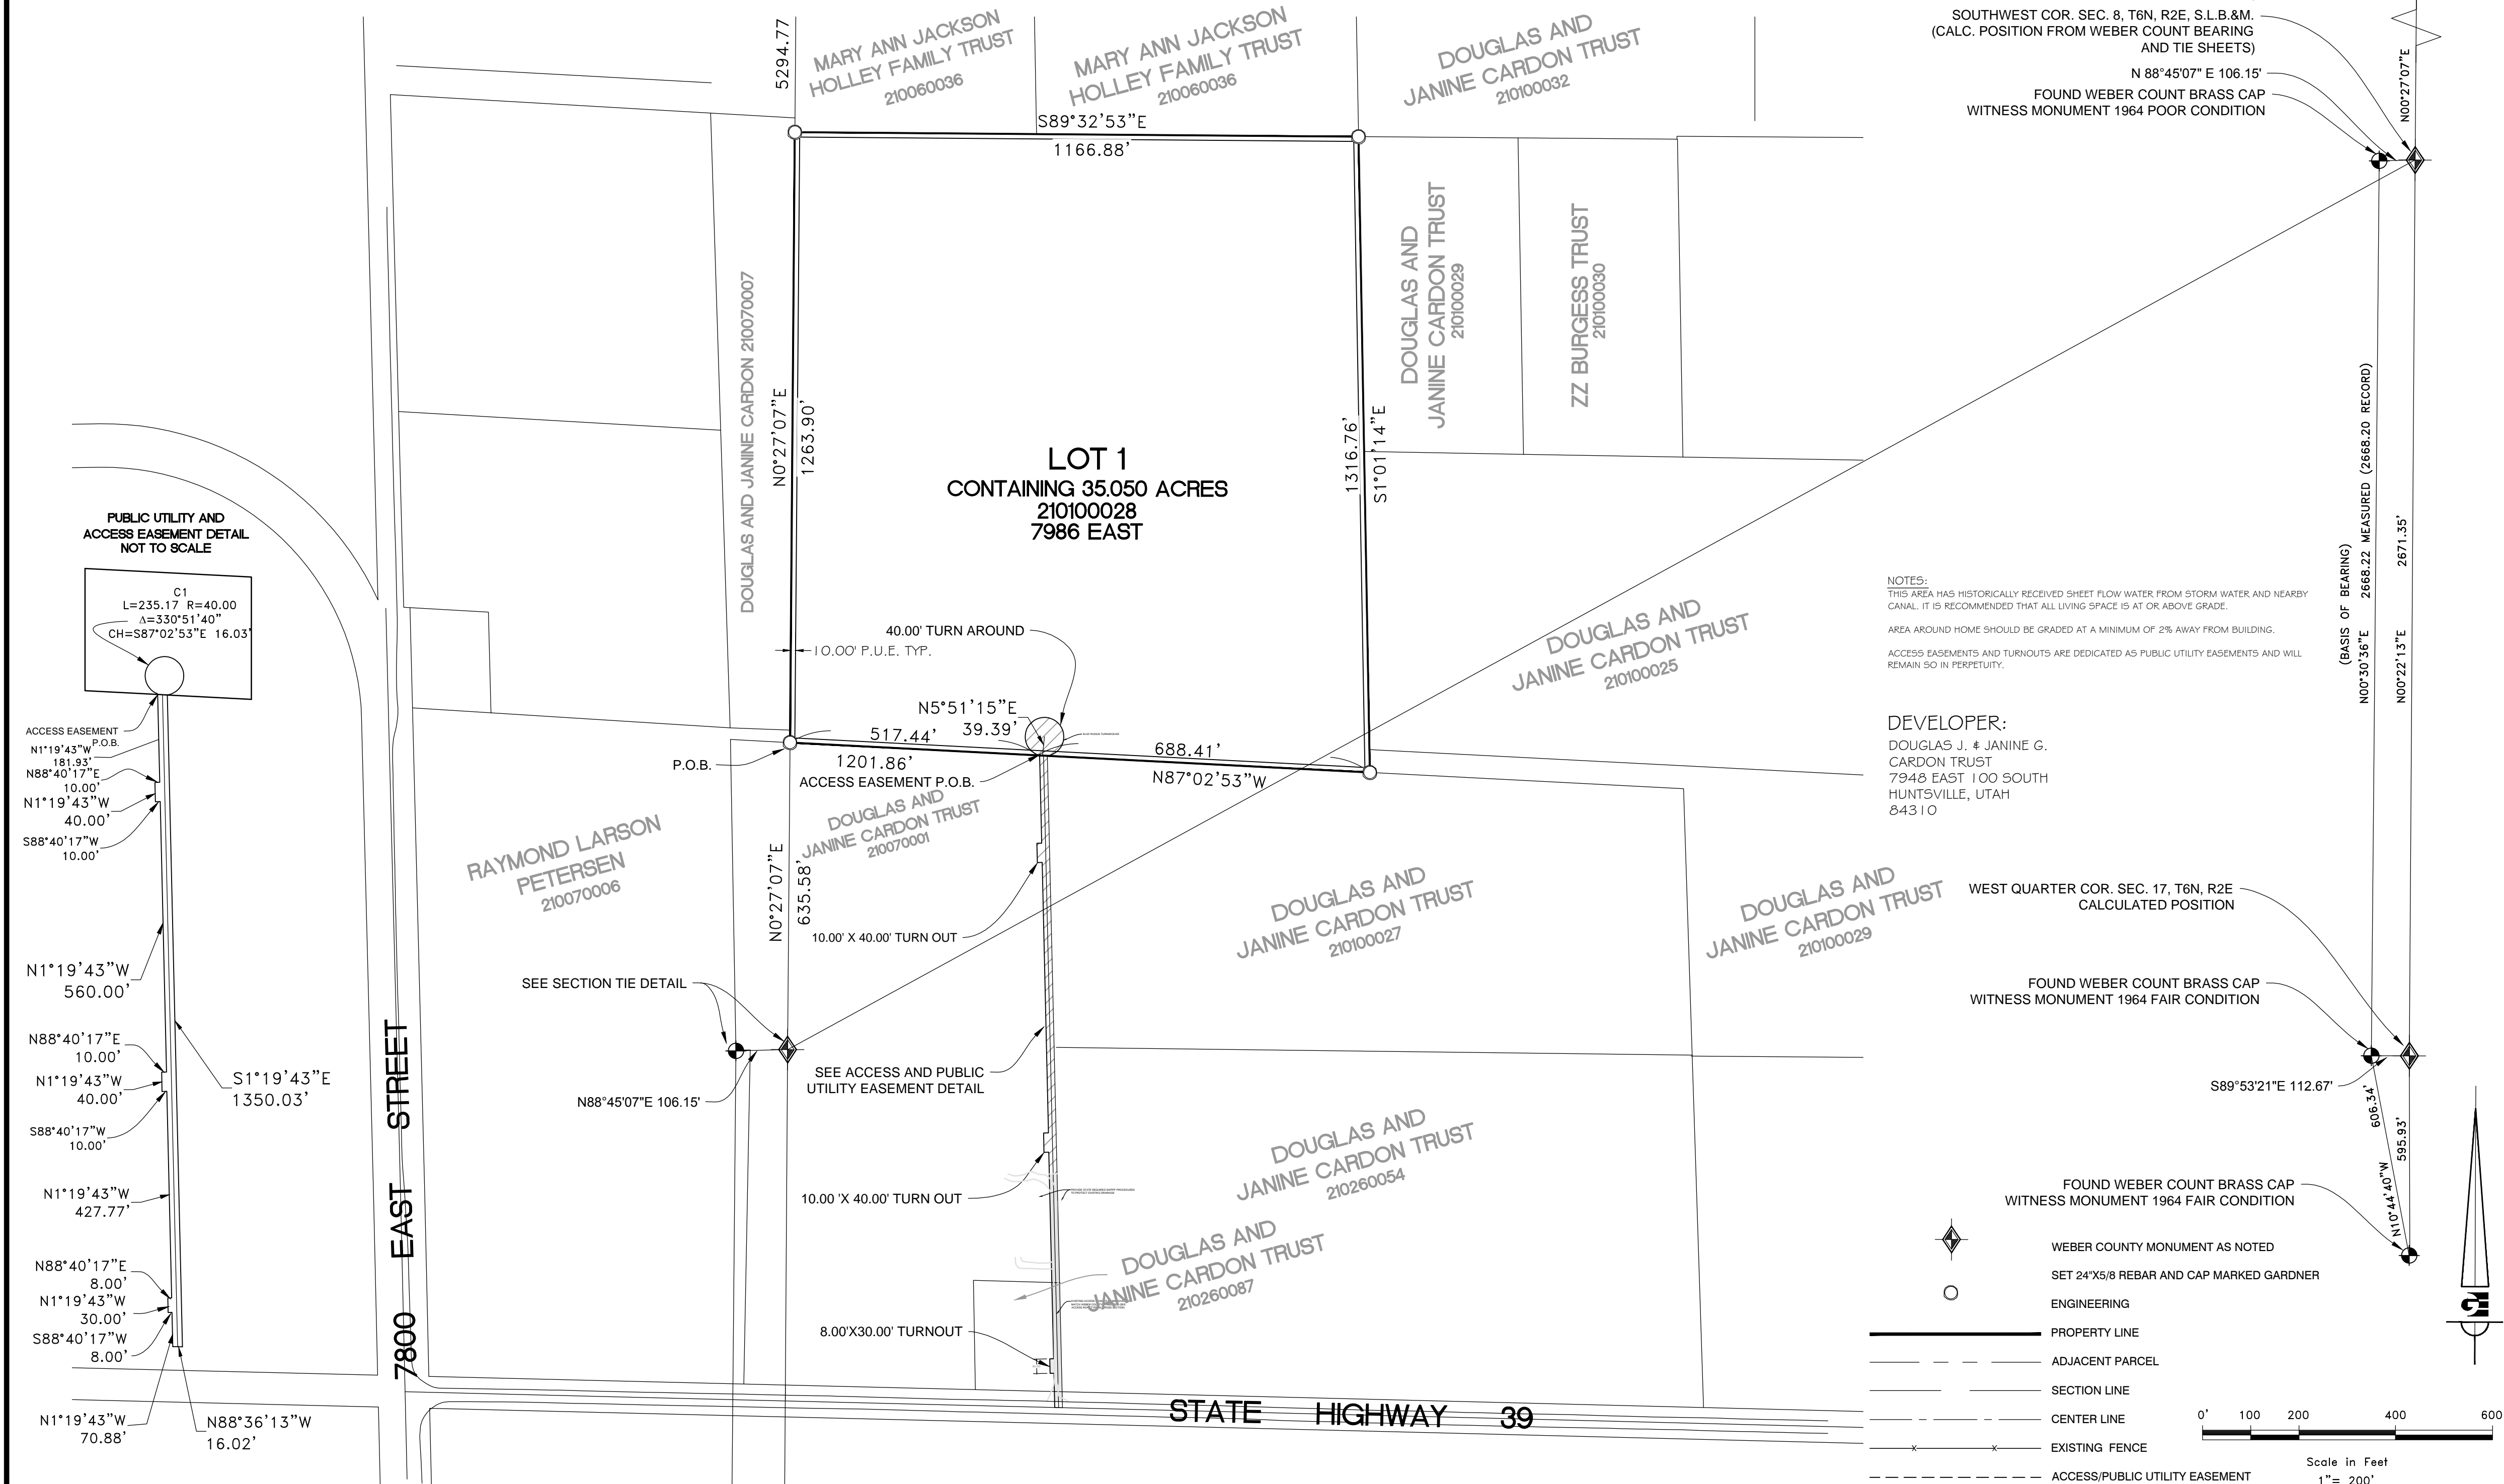 5294.77
MARY ANN JACKSON
HOLLEY FAMILY TRUST
210060036
MARY ANN JACKSON
HOLLEY FAMILY TRUST
210060036
DOUGLAS AND
JANINE CARDON TRUST
210100032
SOUTHWEST COR. SEC. 8, T6N, R2E, S.L.B.&M.
(CALC. POSITION FROM WEBER COUNT BEARING
AND TIE SHEETS)
N 88°45'07" E 106.15'
FOUND WEBER COUNT BRASS CAP
WITNESS MONUMENT 1964 POOR CONDITION
N00°27'07"E
S89°32'53"E
1166.88'
DOUGLAS AND JANINE CARDON 210070007
N0°27'07"E
1263.90'
LOT 1
CONTAINING 35.050 ACRES
210100028
7986 EAST
1316.76'
S1°01'14"E
DOUGLAS AND
JANINE CARDON TRUST
210100029
ZZ BURGESS TRUST
210100030
PUBLIC UTILITY AND
ACCESS EASEMENT DETAIL
NOT TO SCALE
C1
L=235.17 R=40.00
Δ=330°51'40"
CH=S87°02'53"E 16.03'
ACCESS EASEMENT
P.O.B.
N1°19'43"W
181.93'
N88°40'17"E
10.00'
N1°19'43"W
40.00'
S88°40'17"W
10.00'
N1°19'43"W
560.00'
N88°40'17"E
10.00'
N1°19'43"W
40.00'
S88°40'17"W
10.00'
S1°19'43"E
1350.03'
N1°19'43"W
427.77'
N88°40'17"E
8.00'
N1°19'43"W
30.00'
S88°40'17"W
8.00'
N1°19'43"W
70.88'
N88°36'13"W
16.02'
7800 EAST STREET
40.00' TURN AROUND
10.00' P.U.E. TYP.
N5°51'15"E
39.39'
517.44'
688.41'
P.O.B.
1201.86'
ACCESS EASEMENT P.O.B.
N87°02'53"W
DOUGLAS AND
JANINE CARDON TRUST
210100025
RAYMOND LARSON
PETERSEN
210070006
DOUGLAS AND
JANINE CARDON TRUST
210070001
N0°27'07"E
635.58'
10.00' X 40.00' TURN OUT
DOUGLAS AND
JANINE CARDON TRUST
210100027
DOUGLAS AND
JANINE CARDON TRUST
210100029
SEE SECTION TIE DETAIL
N88°45'07"E 106.15'
SEE ACCESS AND PUBLIC
UTILITY EASEMENT DETAIL
10.00 'X 40.00' TURN OUT
DOUGLAS AND
JANINE CARDON TRUST
210260054
DOUGLAS AND
JANINE CARDON TRUST
210260087
8.00'X30.00' TURNOUT
STATE HIGHWAY 39
NOTES:
THIS AREA HAS HISTORICALLY RECEIVED SHEET FLOW WATER FROM STORM WATER AND NEARBY
CANAL. IT IS RECOMMENDED THAT ALL LIVING SPACE IS AT OR ABOVE GRADE.
AREA AROUND HOME SHOULD BE GRADED AT A MINIMUM OF 2% AWAY FROM BUILDING.
ACCESS EASEMENTS AND TURNOUTS ARE DEDICATED AS PUBLIC UTILITY EASEMENTS AND WILL
REMAIN SO IN PERPETUITY.
DEVELOPER:
DOUGLAS J. & JANINE G.
CARDON TRUST
7948 EAST 100 SOUTH
HUNTSVILLE, UTAH
84310
(BASIS OF BEARING)
N00°30'36"E 2668.22 MEASURED (2668.20 RECORD)
N00°22'13"E 2671.35'
WEST QUARTER COR. SEC. 17, T6N, R2E
CALCULATED POSITION
FOUND WEBER COUNT BRASS CAP
WITNESS MONUMENT 1964 FAIR CONDITION
S89°53'21"E 112.67'
606.34'
595.93'
N10°44'40"W
FOUND WEBER COUNT BRASS CAP
WITNESS MONUMENT 1964 FAIR CONDITION
WEBER COUNTY MONUMENT AS NOTED
SET 24"X5/8 REBAR AND CAP MARKED GARDNER
ENGINEERING
PROPERTY LINE
ADJACENT PARCEL
SECTION LINE
CENTER LINE
x x EXISTING FENCE
ACCESS/PUBLIC UTILITY EASEMENT
0' 100 200 400 600
Scale in Feet
1"= 200'